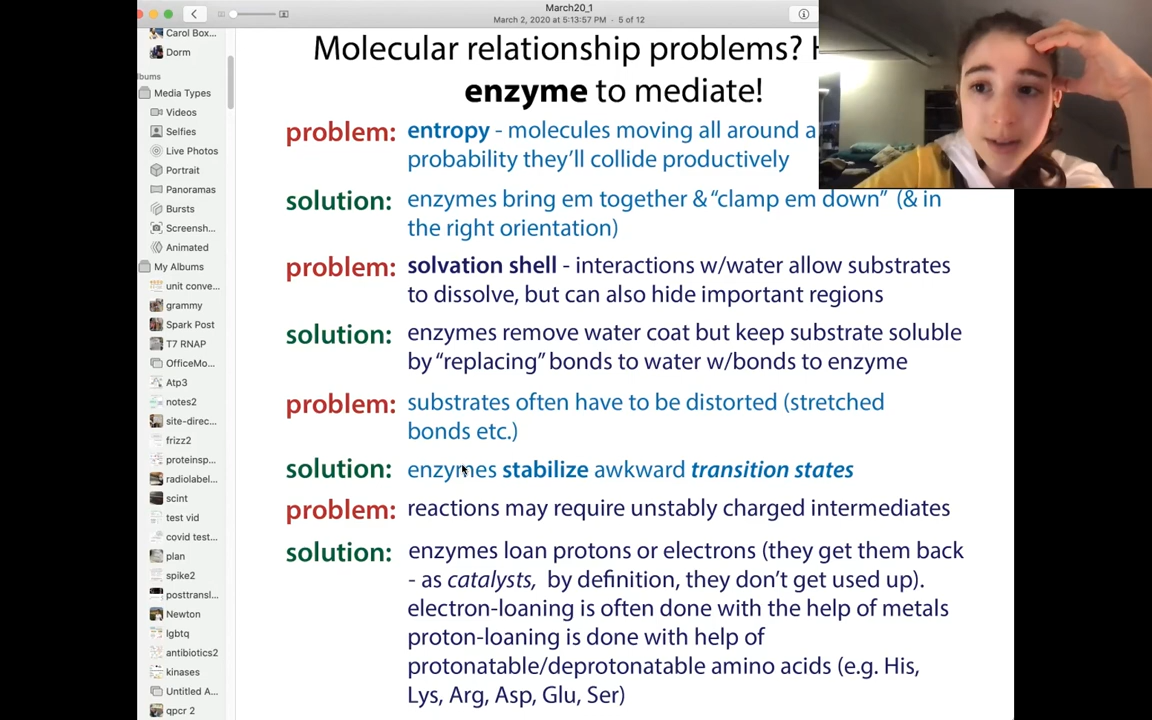 March20_1
March 2, 2020 at 5:13:57 PM - 5 of 12
Carol Box...
Dorm
Media Types
Videos
Selfies
Live Photos
Portrait
Panoramas
Bursts
Screensh...
Animated
My Albums
unit conve...
grammy
Spark Post
T7 RNAP
OfficeMo...
Atp3
notes2
site-direc...
frizz2
proteinsp...
radiolabel...
scint
test vid
covid test...
plan
spike2
posttransl...
Newton
lgbtq
antibiotics2
kinases
Untitled A...
qpcr 2
Molecular relationship problems?
enzyme to mediate!
problem: entropy - molecules moving all around
probability they'll collide productively
solution: enzymes bring em together & "clamp em down" (& in
the right orientation)
problem: solvation shell - interactions w/water allow substrates
to dissolve, but can also hide important regions
solution: enzymes remove water coat but keep substrate soluble
by "replacing" bonds to water w/bonds to enzyme
problem: substrates often have to be distorted (stretched
bonds etc.)
solution: enzymes stabilize awkward transition states
problem: reactions may require unstably charged intermediates
solution: enzymes loan protons or electrons (they get them back
- as catalysts, by definition, they don't get used up).
electron-loaning is often done with the help of metals
proton-loaning is done with help of
protonatable/deprotonatable amino acids (e.g. His,
Lys, Arg, Asp, Glu, Ser)